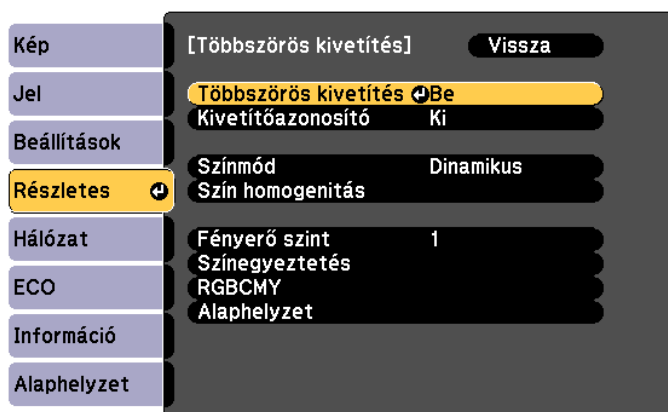 Kép
Jel
Beállítások
Részletes
Hálózat
ECO
Információ
Alaphelyzet
[Többszörös kivetítés] Vissza
Többszörös kivetítés Be
Kivetítőazonosító Ki
Színmód Dinamikus
Szín homogenitás
Fényerő szint 1
Színegyeztetés
RGBCMY
Alaphelyzet